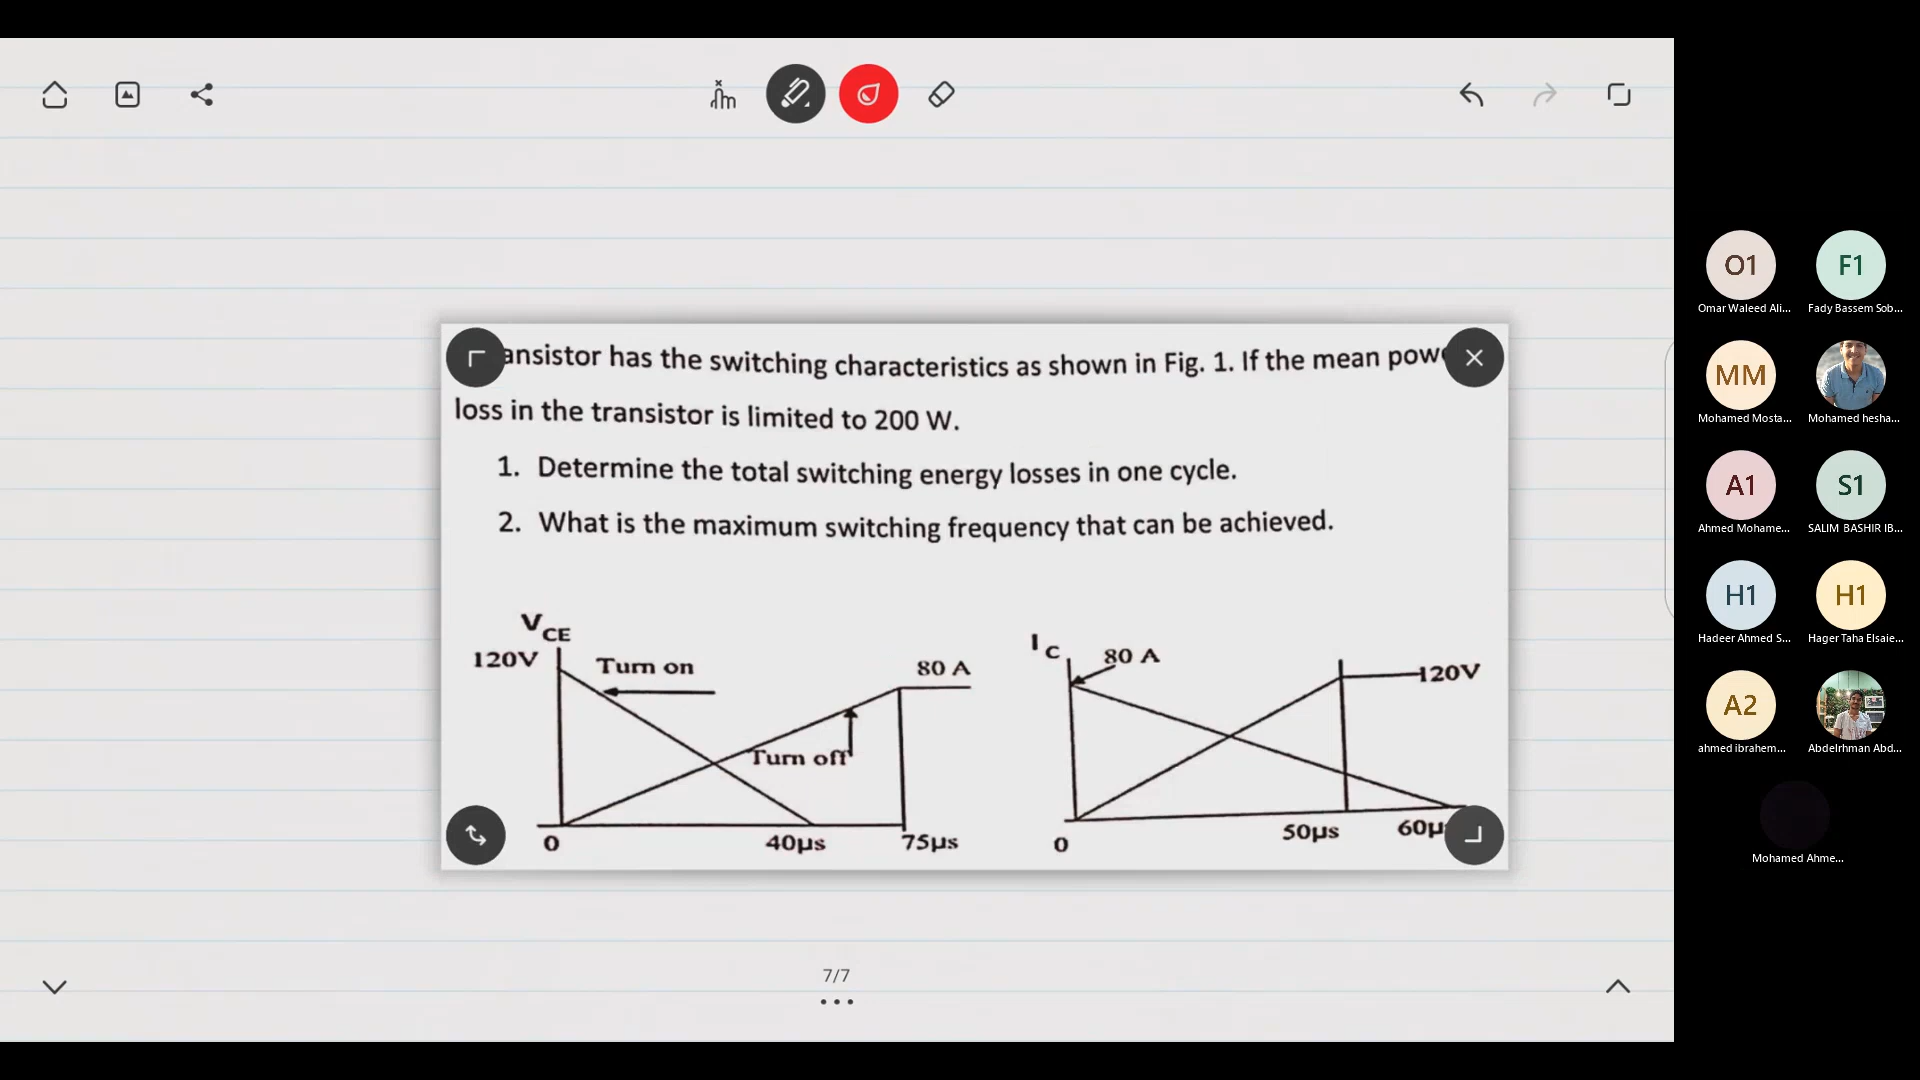 ansistor has the switching characteristics as shown in Fig. 1. If the mean pow
loss in the transistor is limited to 200 W.
1. Determine the total switching energy losses in one cycle.
2. What is the maximum switching frequency that can be achieved.
VCE
120V
Turn on
80 A
Turn off
0
40µs
75µs
IC
80 A
120V
0
50µs
60µ
7/7
O1
F1
Omar Waleed Ali...
Fady Bassem Sob...
MM
Mohamed Mosta...
Mohamed hesha...
A1
S1
Ahmed Mohame...
SALIM BASHIR IB...
H1
H1
Hadeer Ahmed S...
Hager Taha Elsaie...
A2
ahmed ibrahem...
Abdelrhman Abd...
Mohamed Ahme...